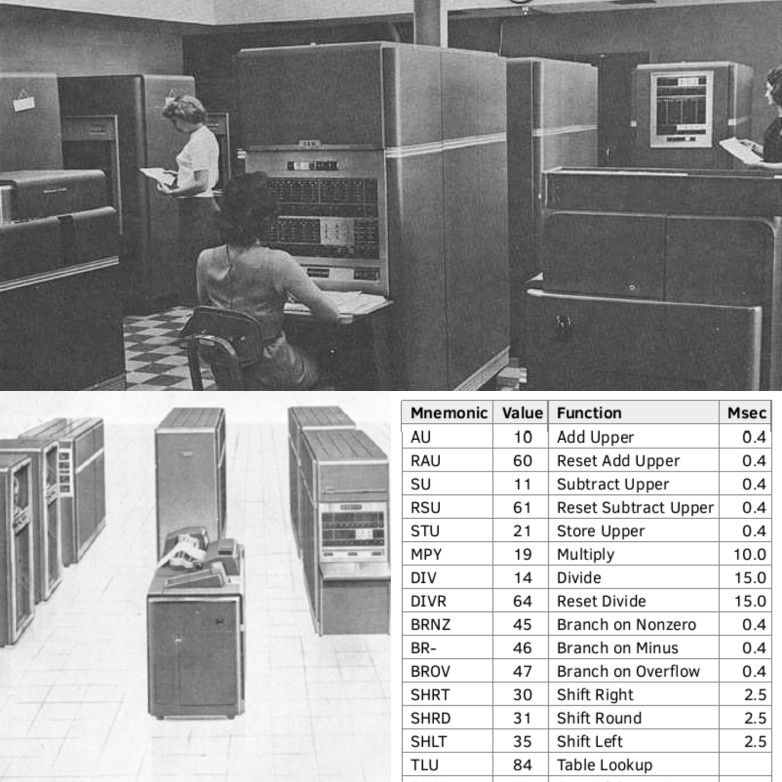 Mnemonic Value Function Msec
AU 10 Add Upper 0.4
RAU 60 Reset Add Upper 0.4
SU 11 Subtract Upper 0.4
RSU 61 Reset Subtract Upper 0.4
STU 21 Store Upper 0.4
MPY 19 Multiply 10.0
DIV 14 Divide 15.0
DIVR 64 Reset Divide 15.0
BRNZ 45 Branch on Nonzero 0.4
BR- 46 Branch on Minus 0.4
BROV 47 Branch on Overflow 0.4
SHRT 30 Shift Right 2.5
SHRD 31 Shift Round 2.5
SHLT 35 Shift Left 2.5
TLU 84 Table Lookup